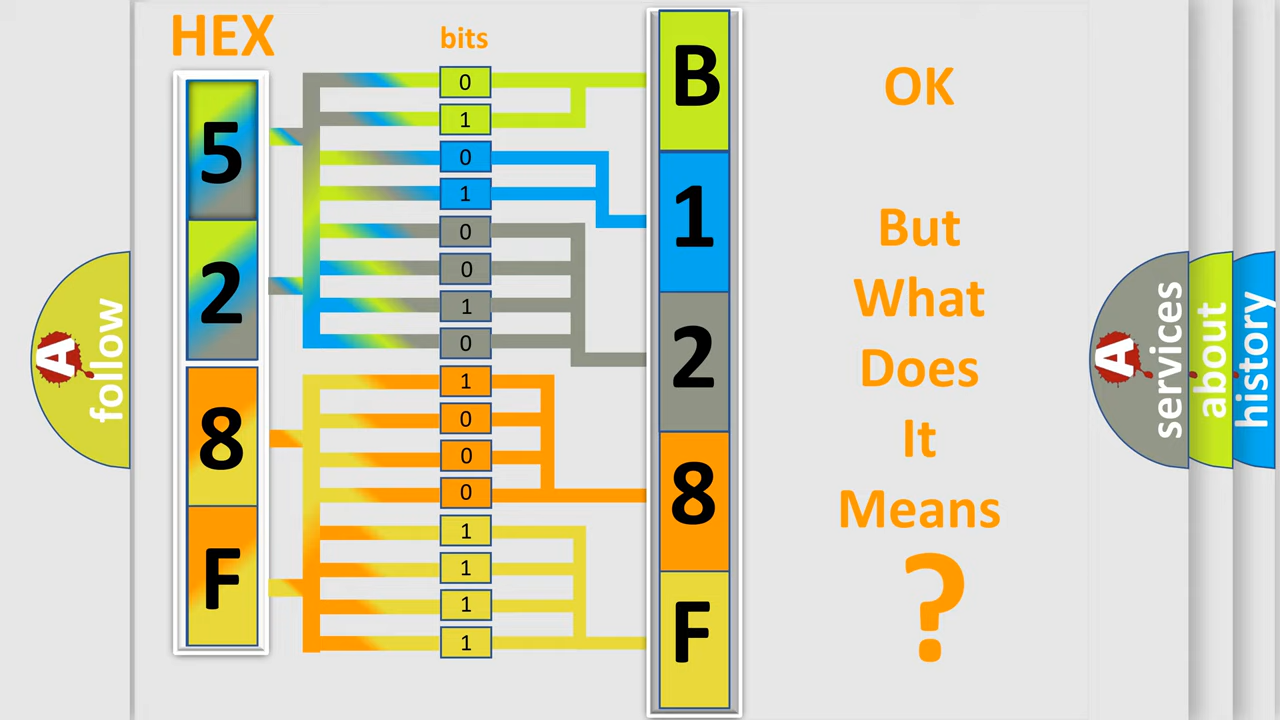 HEX
bits
5
2
8
F
0
1
0
1
0
0
1
0
1
0
0
0
1
1
1
1
B
1
2
8
F
OK
But
What
Does
It
Means
?
A
follow
A
services
about
history